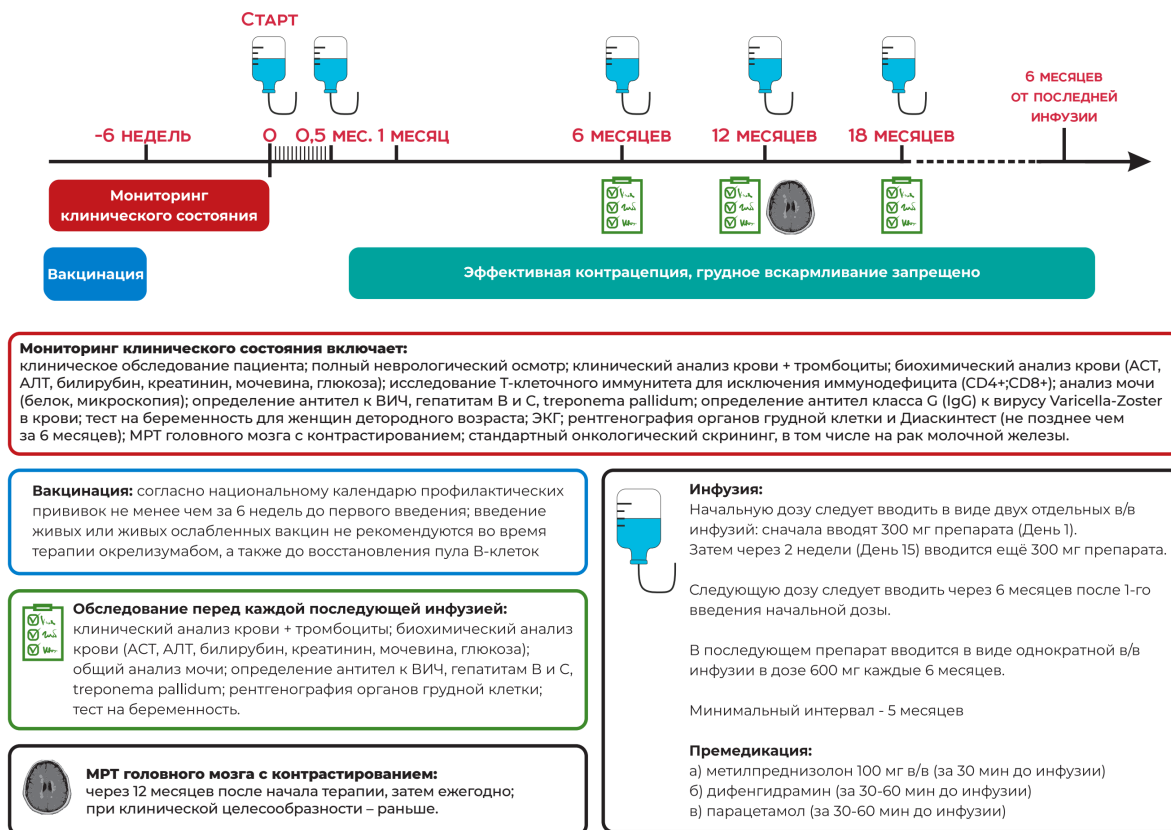 СТАРТ
6 МЕСЯЦЕВ
ОТ ПОСЛЕДНЕЙ
ИНФУЗИИ
-6 НЕДЕЛЬ
0
0,5 МЕС.
1 МЕСЯЦ
6 МЕСЯЦЕВ
12 МЕСЯЦЕВ
18 МЕСЯЦЕВ
Мониторинг
клинического состояния
Вакцинация
Эффективная контрацепция, грудное вскармливание запрещено
Мониторинг клинического состояния включает:
клиническое обследование пациента; полный неврологический осмотр; клинический анализ крови + тромбоциты; биохимический анализ крови (АСТ,
АЛТ, билирубин, креатинин, мочевина, глюкоза); исследование Т-клеточного иммунитета для исключения иммунодефицита (CD4+;CD8+); анализ мочи
(белок, микроскопия); определение антител к ВИЧ, гепатитам В и С, treponema pallidum; определение антител класса G (IgG) к вирусу Varicella-Zoster
в крови; тест на беременность для женщин детородного возраста; ЭКГ; рентгенография органов грудной клетки и Диаскинтест (не позднее чем
за 6 месяцев); МРТ головного мозга с контрастированием; стандартный онкологический скрининг, в том числе на рак молочной железы.
Вакцинация: согласно национальному календарю профилактических
прививок не менее чем за 6 недель до первого введения; введение
живых или живых ослабленных вакцин не рекомендуются во время
терапии окрелизумабом, а также до восстановления пула В-клеток
Обследование перед каждой последующей инфузией:
клинический анализ крови + тромбоциты; биохимический анализ
крови (АСТ, АЛТ, билирубин, креатинин, мочевина, глюкоза);
общий анализ мочи; определение антител к ВИЧ, гепатитам В и С,
treponema pallidum; рентгенография органов грудной клетки;
тест на беременность.
МРТ головного мозга с контрастированием:
через 12 месяцев после начала терапии, затем ежегодно;
при клинической целесообразности – раньше.
Инфузия:
Начальную дозу следует вводить в виде двух отдельных в/в
инфузий: сначала вводят 300 мг препарата (День 1).
Затем через 2 недели (День 15) вводится ещё 300 мг препарата.
Следующую дозу следует вводить через 6 месяцев после 1-го
введения начальной дозы.
В последующем препарат вводится в виде однократной в/в
инфузии в дозе 600 мг каждые 6 месяцев.
Минимальный интервал - 5 месяцев
Премедикация:
а) метилпреднизолон 100 мг в/в (за 30 мин до инфузии)
б) дифенгидрамин (за 30-60 мин до инфузии)
в) парацетамол (за 30-60 мин до инфузии)